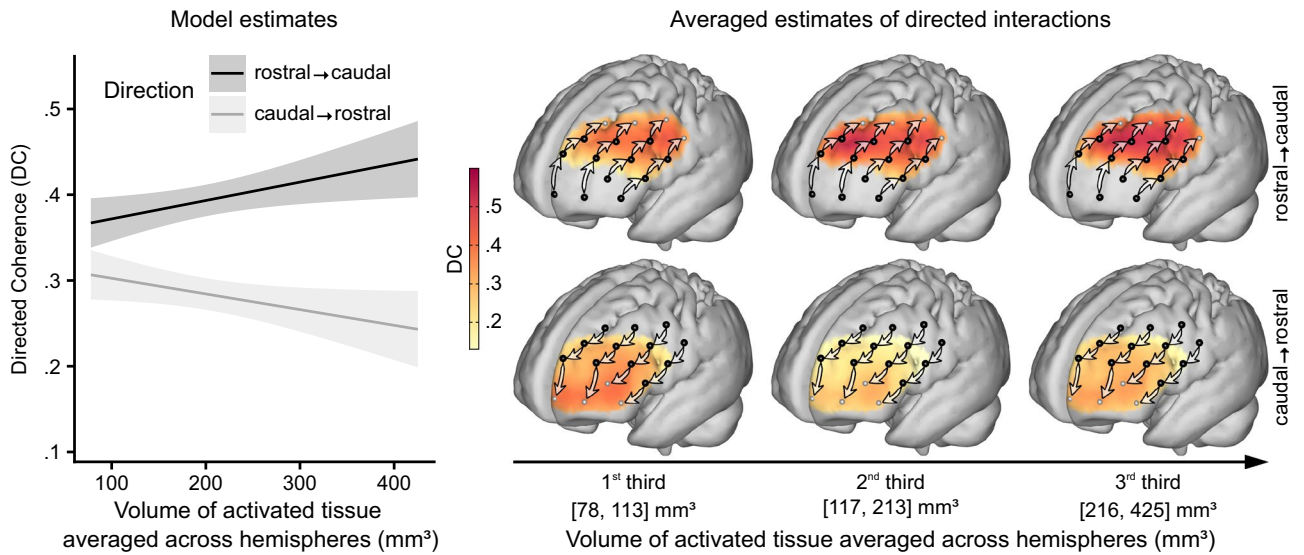 Model estimates
Averaged estimates of directed interactions
Direction
rostral→caudal
caudal→rostral
Directed Coherence (DC)
.5
.4
.3
.2
.1
100
200
300
400
Volume of activated tissue
averaged across hemispheres (mm³)
DC
.5
.4
.3
.2
rostral→caudal
caudal→rostral
1st third
[78, 113] mm³
2nd third
[117, 213] mm³
3rd third
[216, 425] mm³
Volume of activated tissue averaged across hemispheres (mm³)